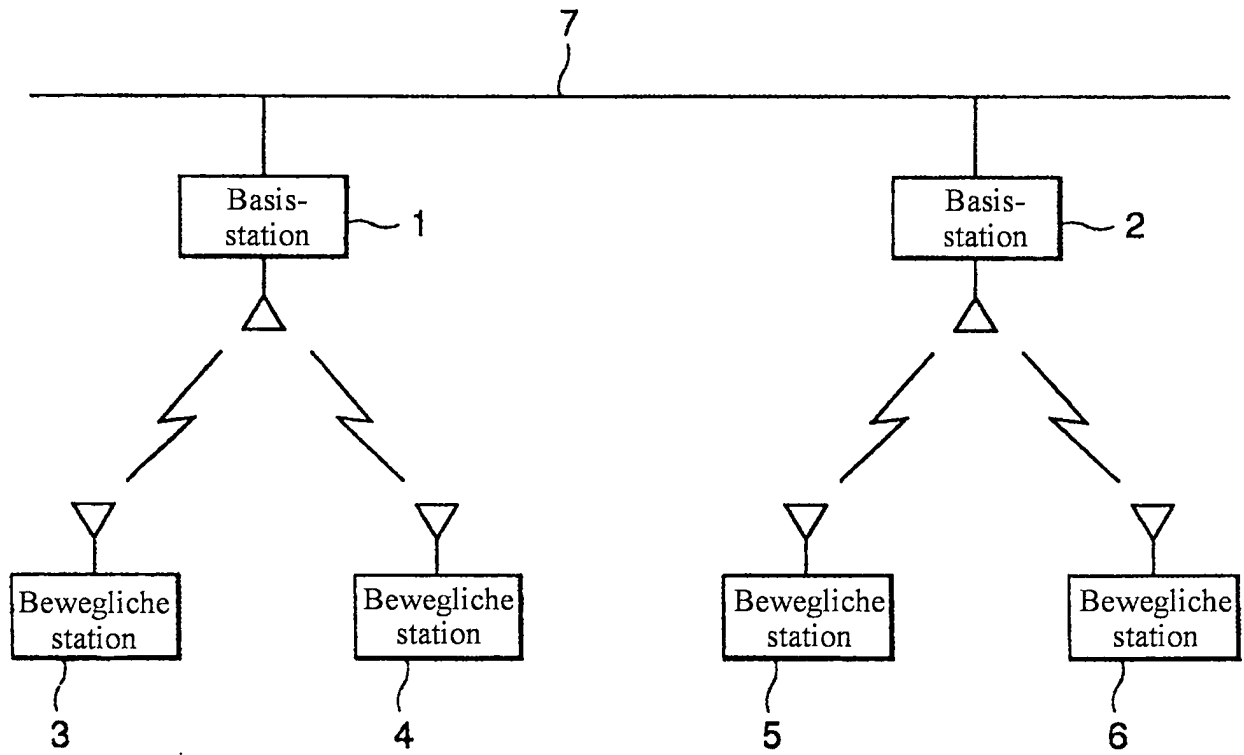 7
Basis-
station
1
Basis-
station
2
Bewegliche
station
Bewegliche
station
Bewegliche
station
Bewegliche
station
3
4
5
6